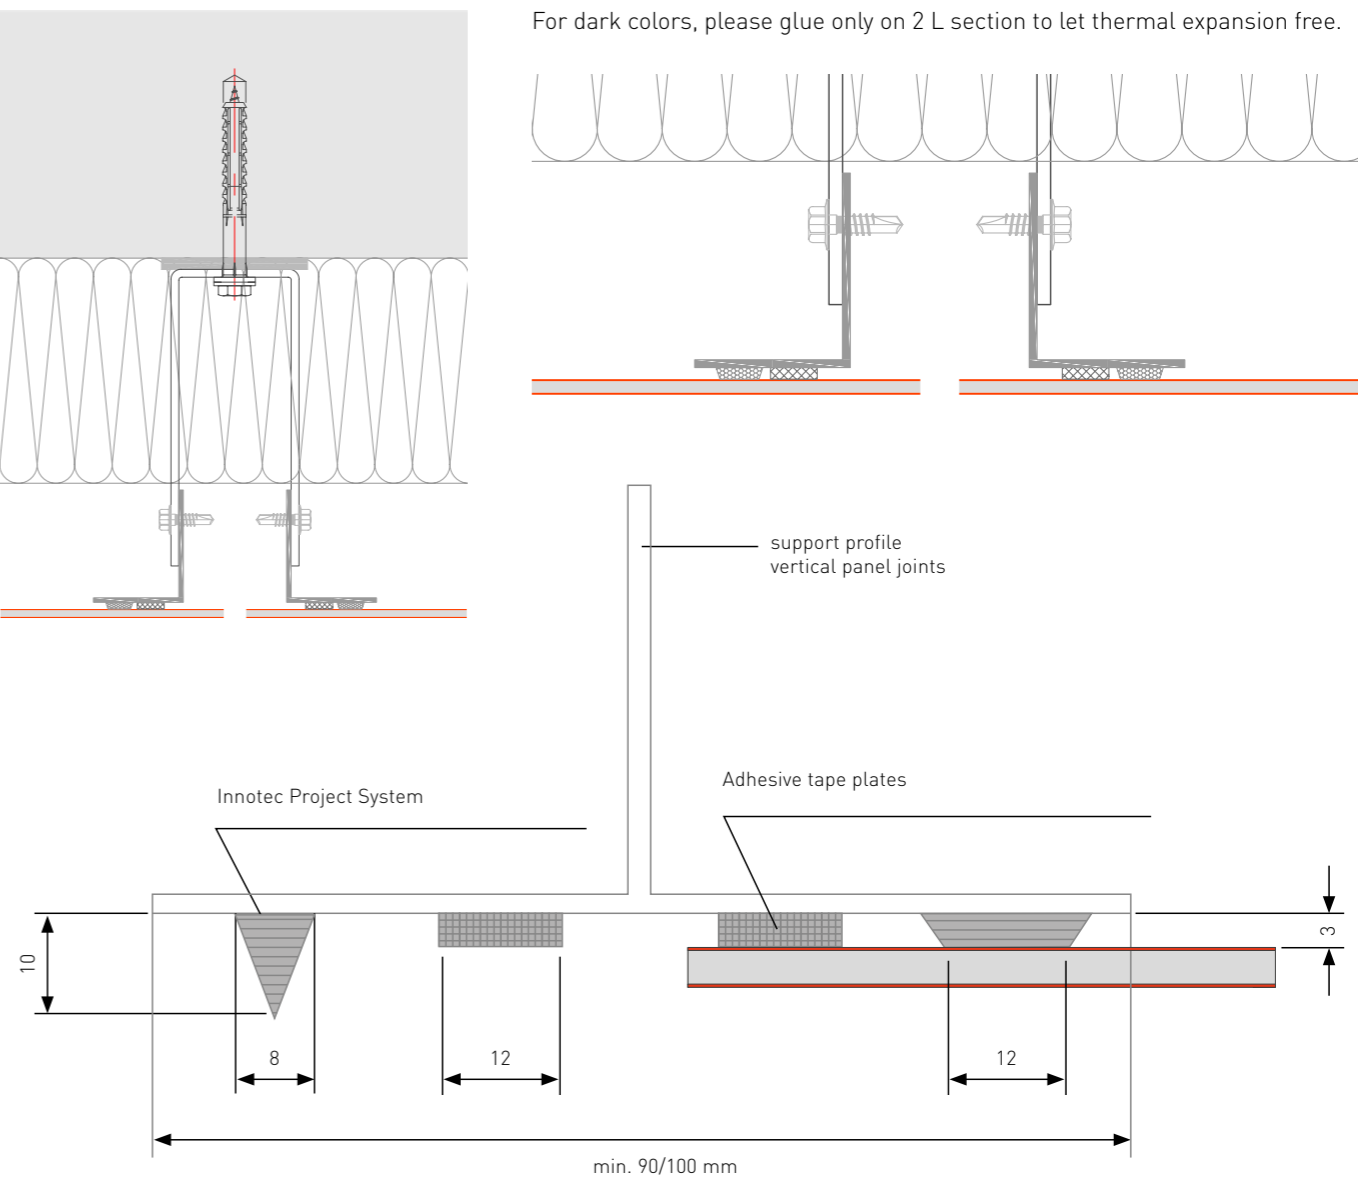 For dark colors, please glue only on 2 L section to let thermal expansion free.
support profile
vertical panel joints
Adhesive tape plates
Innotec Project System
10
3
8
12
12
min. 90/100 mm